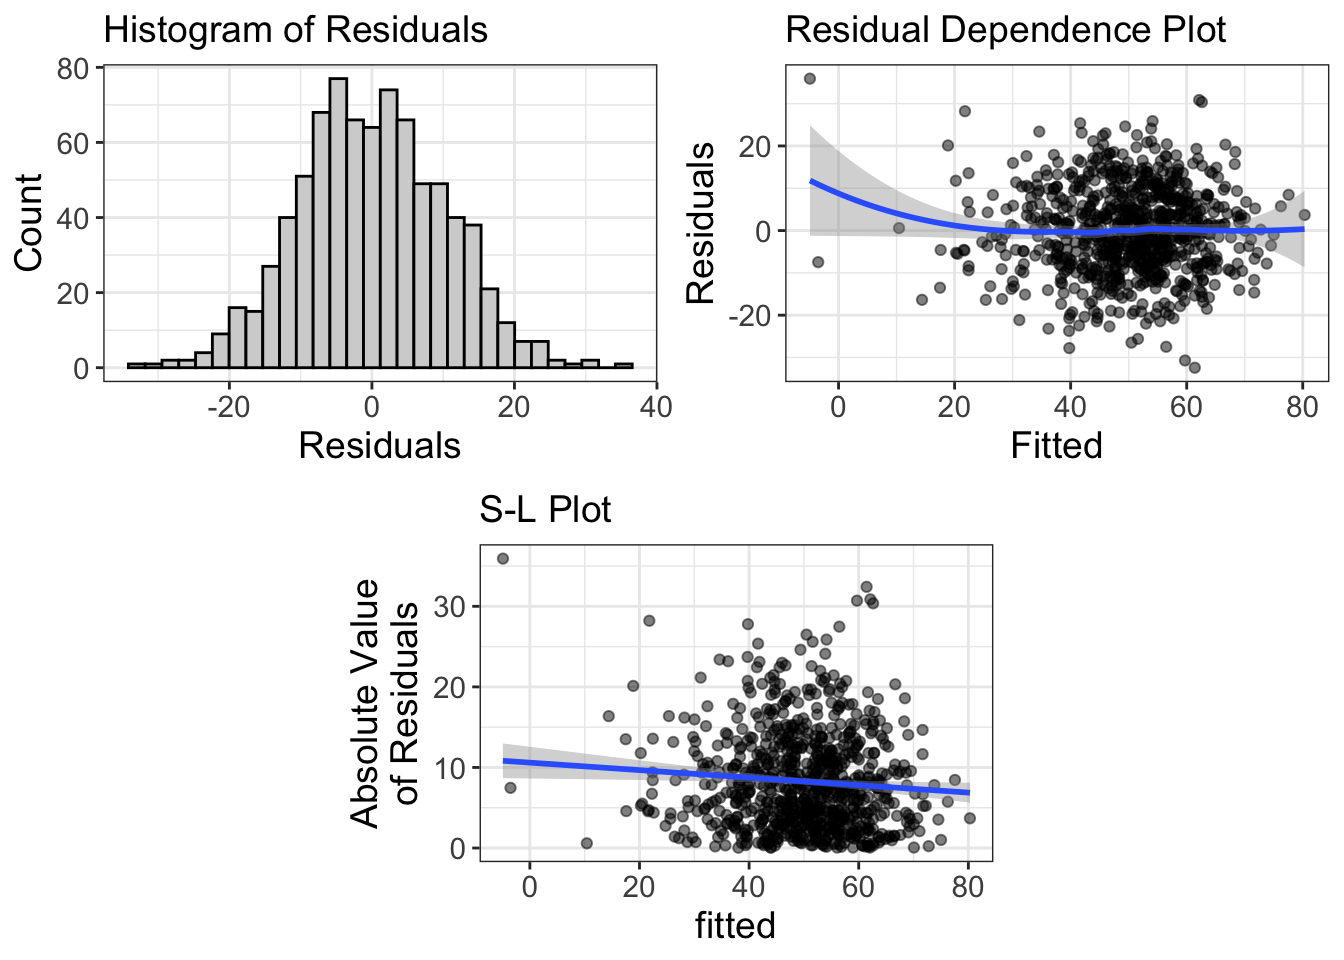 Histogram of Residuals
80
60
40
20
0
Count
-20 0 20 40
Residuals
Residual Dependence Plot
20
0
-20
Residuals
0 20 40 60 80
Fitted
S-L Plot
30
20
10
0
Absolute Value
of Residuals
0 20 40 60 80
fitted